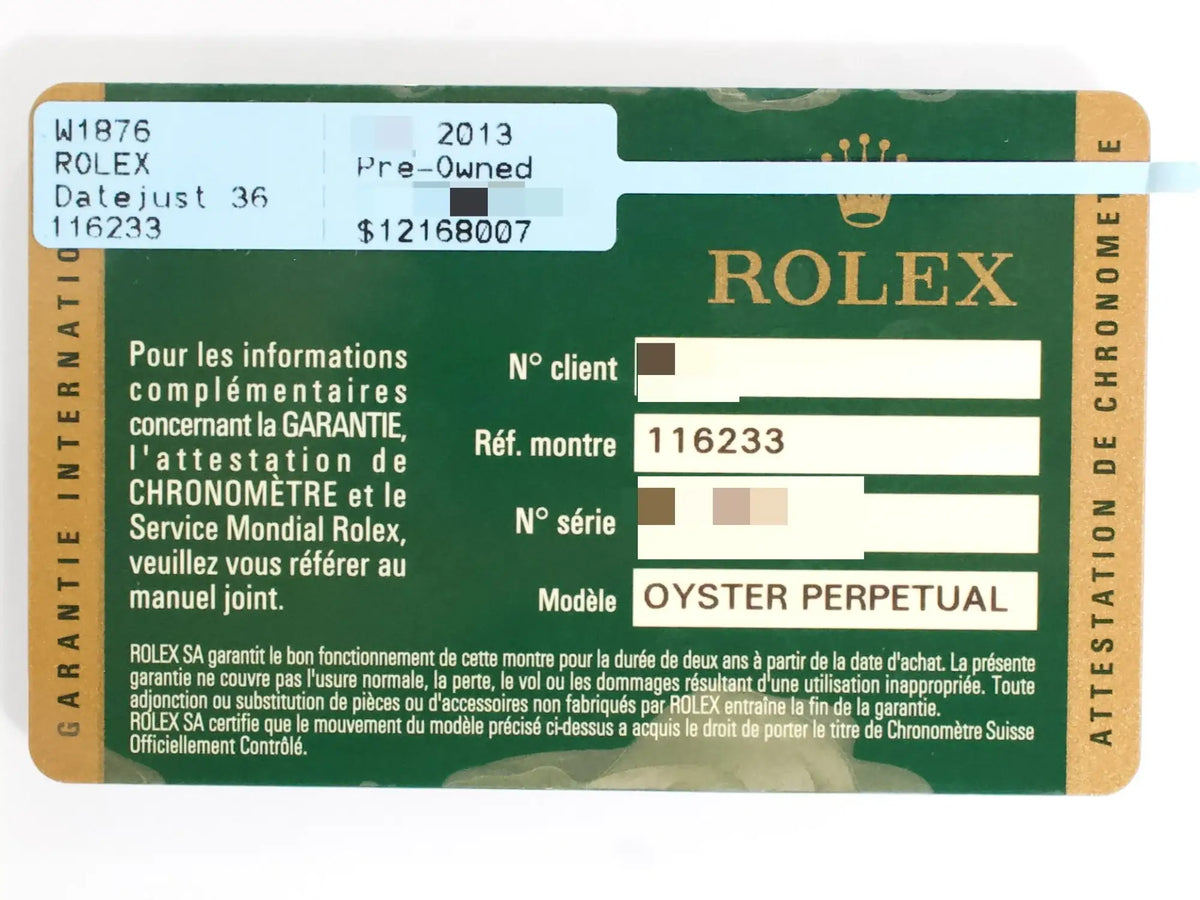 W1876
ROLEX
Datejust 36
116233
2013
Pre-Owned
$12168007
ROLEX
GARANTIE INTERNATIO
ATTESTATION DE CHRONOMETRE
Pour les informations
complémentaires
concernant la GARANTIE,
l'attestation de
CHRONOMÈTRE et le
Service Mondial Rolex,
veuillez vous référer au
manuel joint.
N° client
Réf. montre 116233
N° série
Modèle OYSTER PERPETUAL
ROLEX SA garantit le bon fonctionnement de cette montre pour la durée de deux ans à partir de la date d'achat. La présente
garantie ne couvre pas l'usure normale, la perte, le vol ou les dommages résultant d'une utilisation inappropriée. Toute
adjonction ou substitution de pièces ou d'accessoires non fabriqués par ROLEX entraîne la fin de la garantie.
ROLEX SA certifie que le mouvement du modèle précisé ci-dessus a acquis le droit de porter le titre de Chronomètre Suisse
Officiellement Contrôlé.